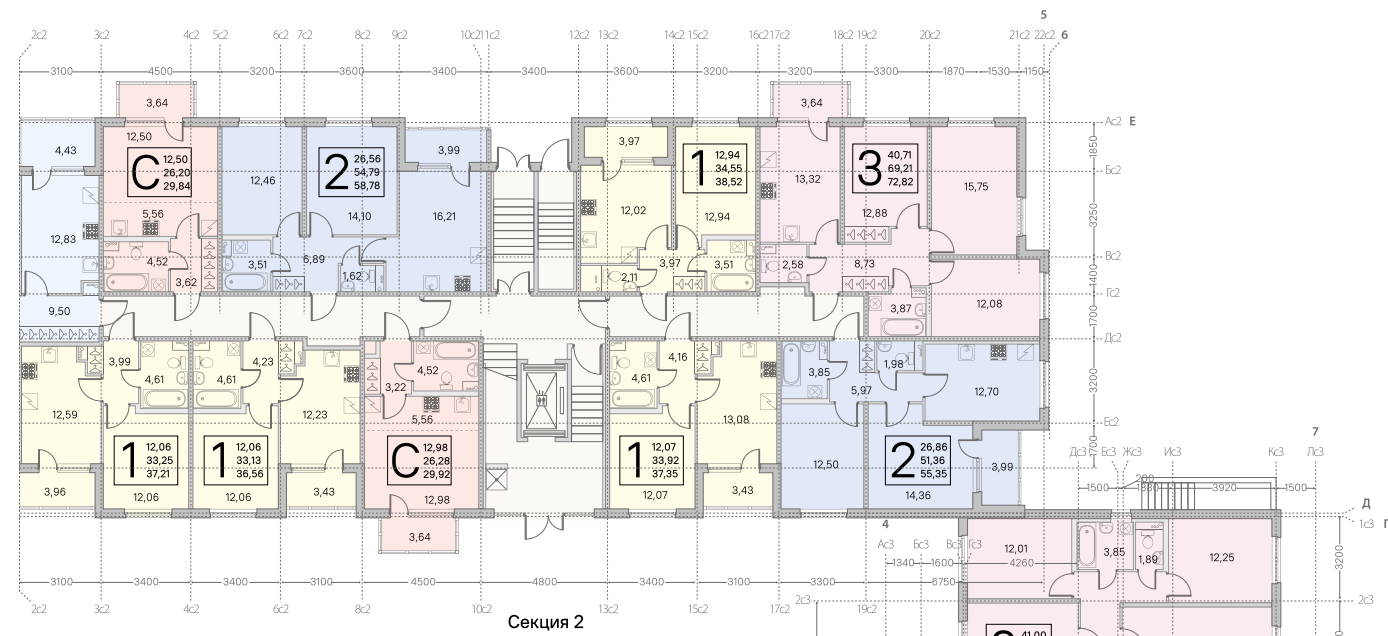 5
2с2 3с2 4с2 5с2 6с2 7с2 8с2 9с2 10с2 11с2 12с2 13с2 14с2 15с2 16с2 17с2 18с2 19с2 20с2 21с2 22с2 6
3100 4500 3200 3600 3400 3400 3600 3200 3200 3300 1870 1530 1150
3,64 3,64
Ас2 Е
4,43 12,50 3,99 3,97
С 12,50 26,20 29,84
2 26,56 54,79 58,78
1 12,94 34,55 38,52
3 40,71 69,21 72,82
1850
Бс2
12,46 13,32 15,75
5,56 14,10 16,21 12,02 12,94 12,88
3250
12,83
Вс2
4,52 3,62 3,51 6,89 1,62 2,11 3,97 3,51 2,58 8,73
1400
Гс2
9,50 3,87 12,08
1700
Дс2
3,99 4,61 4,61 4,23 3,22 4,52 4,61 4,16 3,85 5,97 1,98 12,70
3200
12,59 12,23 5,56 13,08
Ес2
1 12,06 33,25 37,21
1 12,06 33,13 36,56
С 12,98 26,28 29,92
1 12,07 33,92 37,35
2 26,86 51,36 55,35
1700
12,50 3,99
3,96 12,06 12,06 3,43 12,98 12,07 3,43 14,36
3,64
7
Дс3 Бс3 Жс3 Ис3 Кс3 Лс3
200
1500 1380 3920 1500
Д
4
1с3 Г
Ас3 Бс3 Вс3 Гс3
12,01 3,85 1,89 12,25
1340 1600 4260
3200
3100 3400 3400 3100 4500 4800 3400 3100 3300 6750
2с3 2с3
2с2 3с2 4с2 6с2 8с2 10с2 13с2 15с2 17с2 19с2
Секция 2
41,00